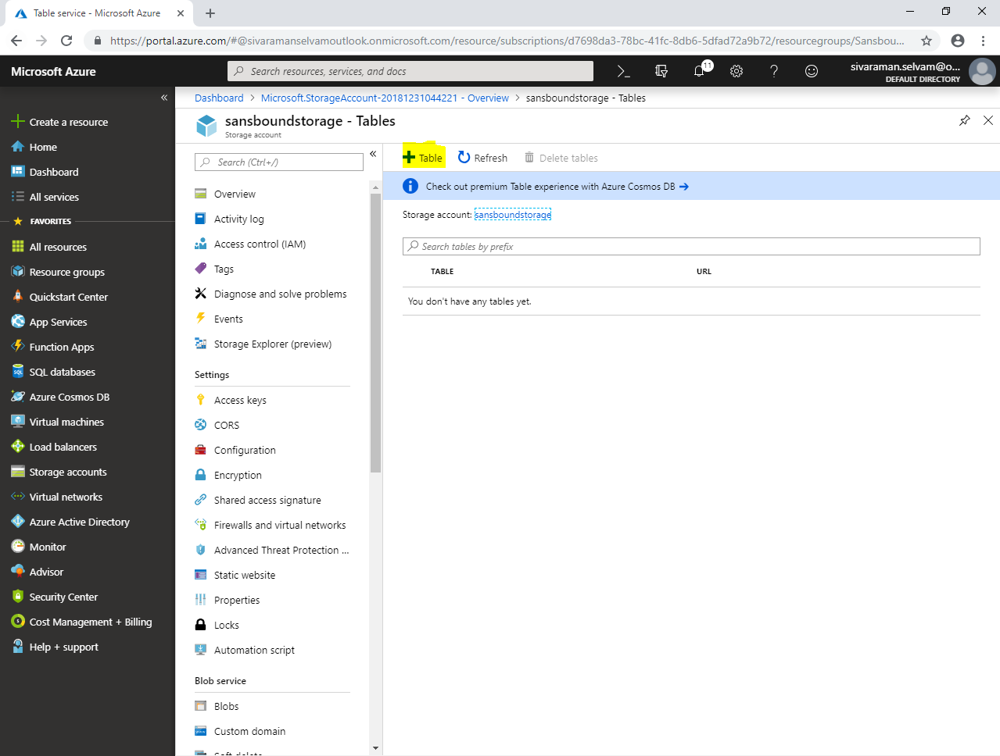 Table service - Microsoft Azure
https://portal.azure.com/#@sivaramanselvamoutlook.onmicrosoft.com/resource/subscriptions/d7698da3-78bc-41fc-8db6-5dfad72a9b72/resourcegroups/Sansbou...
Microsoft Azure
Search resources, services, and docs
11
sivaraman.selvam@o...
DEFAULT DIRECTORY
Dashboard > Microsoft.StorageAccount-20181231044221 - Overview > sansboundstorage - Tables
sansboundstorage - Tables
Storage account
Create a resource
Home
Dashboard
All services
FAVORITES
All resources
Resource groups
Quickstart Center
App Services
Function Apps
SQL databases
Azure Cosmos DB
Virtual machines
Load balancers
Storage accounts
Virtual networks
Azure Active Directory
Monitor
Advisor
Security Center
Cost Management + Billing
Help + support
Search (Ctrl+/)
Overview
Activity log
Access control (IAM)
Tags
Diagnose and solve problems
Events
Storage Explorer (preview)
Settings
Access keys
CORS
Configuration
Encryption
Shared access signature
Firewalls and virtual networks
Advanced Threat Protection ...
Static website
Properties
Locks
Automation script
Blob service
Blobs
Custom domain
Soft delete
Table
Refresh
Delete tables
Check out premium Table experience with Azure Cosmos DB
Storage account: sansboundstorage
Search tables by prefix
TABLE URL
You don't have any tables yet.